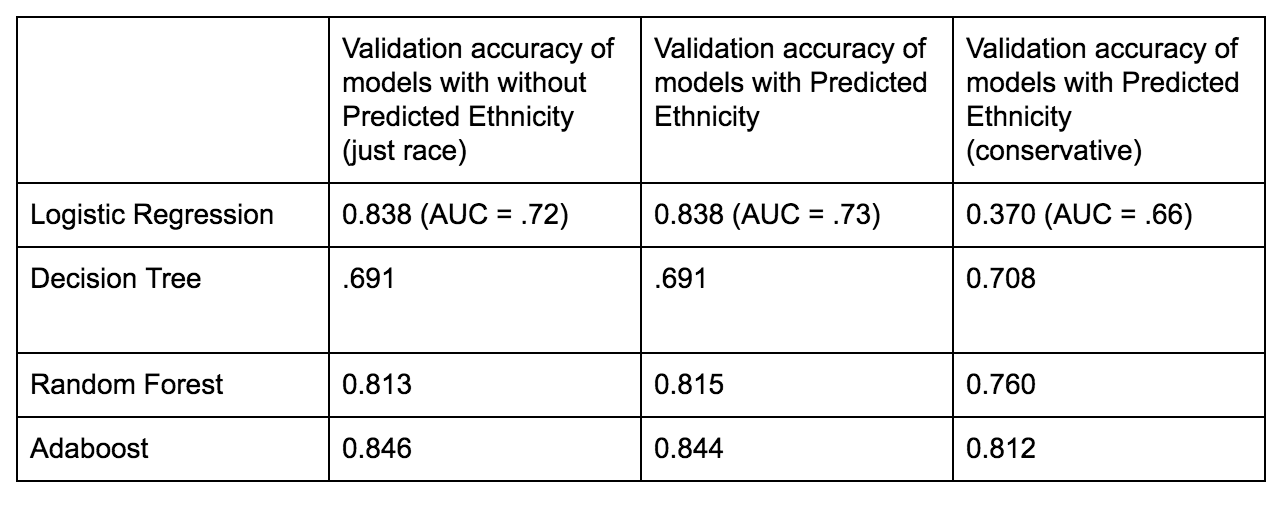 Validation accuracy of
models with without
Predicted Ethnicity
(just race)
Validation accuracy of
models with Predicted
Ethnicity
Validation accuracy of
models with Predicted
Ethnicity
(conservative)
Logistic Regression
0.838 (AUC = .72)
0.838 (AUC = .73)
0.370 (AUC = .66)
Decision Tree
.691
.691
0.708
Random Forest
0.813
0.815
0.760
Adaboost
0.846
0.844
0.812